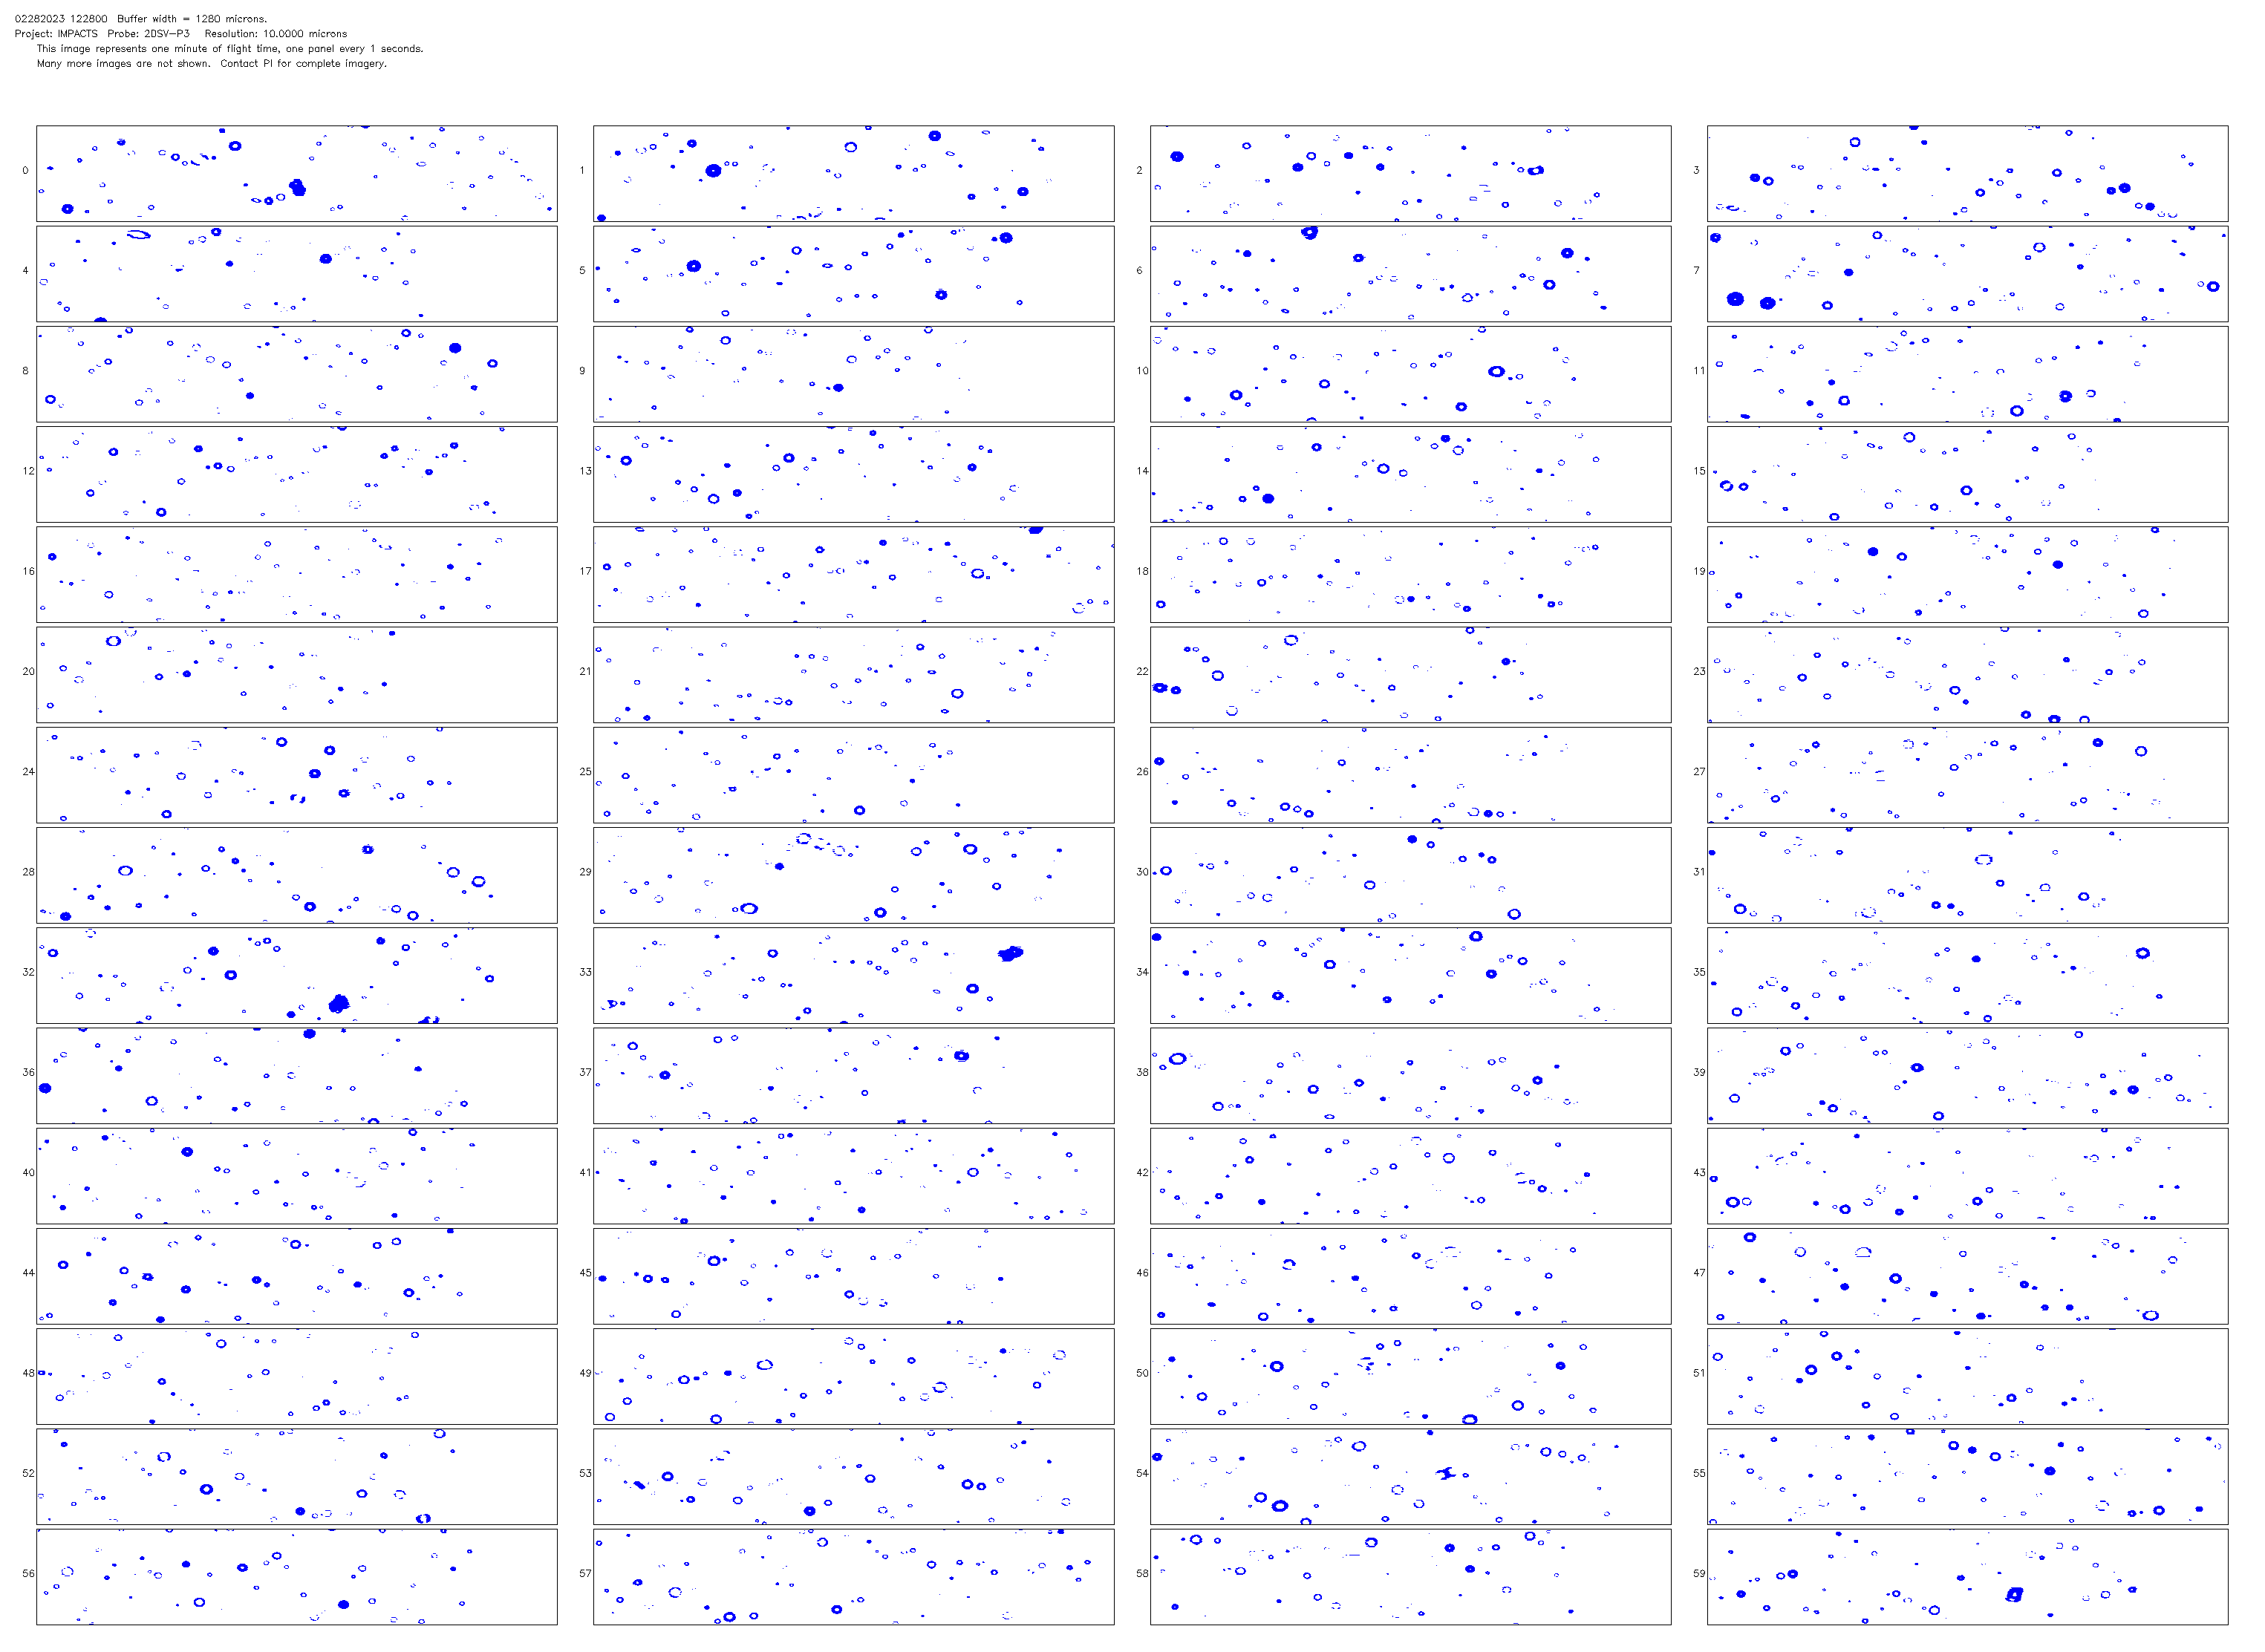 02282023 122800 Buffer width = 1280 microns.
Project: IMPACTS Probe: 2DSV-P3 Resolution: 10.0000 microns
This image represents one minute of flight time, one panel every 1 seconds.
Many more images are not shown. Contact PI for complete imagery.
0 1 2 3
4 5 6 7
8 9 10 11
12 13 14 15
16 17 18 19
20 21 22 23
24 25 26 27
28 29 30 31
32 33 34 35
36 37 38 39
40 41 42 43
44 45 46 47
48 49 50 51
52 53 54 55
56 57 58 59